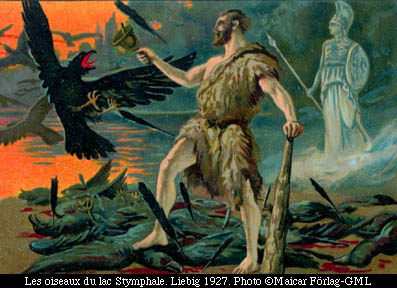 Les oiseaux du lac Stymphale. Liebig 1927. Photo ©Maicar Förlag-GML